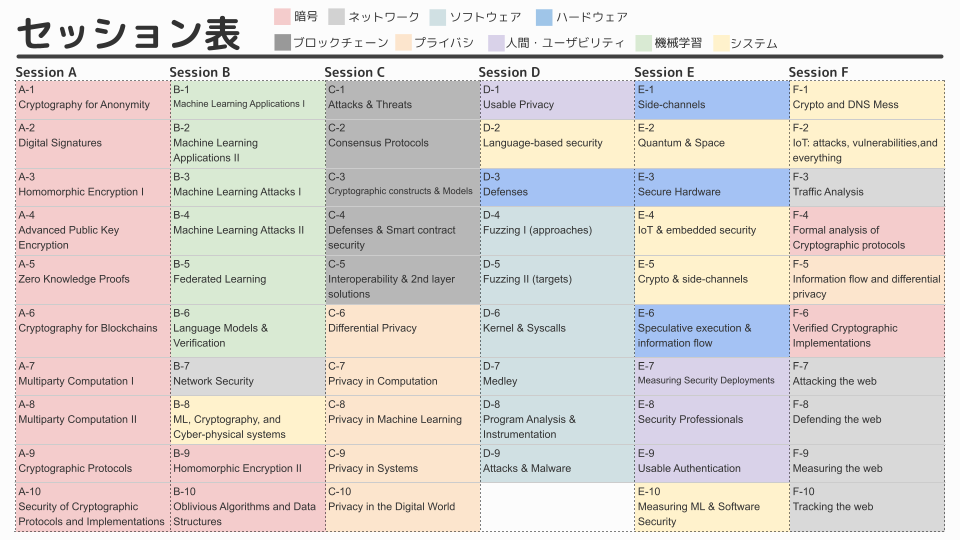 セッション表
暗号
ネットワーク
ソフトウェア
ハードウェア
ブロックチェーン
プライバシ
人間・ユーザビリティ
機械学習
システム
Session A
Session B
Session C
Session D
Session E
Session F
A-1
Cryptography for Anonymity
B-1
Machine Learning Applications I
C-1
Attacks & Threats
D-1
Usable Privacy
E-1
Side-channels
F-1
Crypto and DNS Mess
A-2
Digital Signatures
B-2
Machine Learning
Applications II
C-2
Consensus Protocols
D-2
Language-based security
E-2
Quantum & Space
F-2
IoT: attacks, vulnerabilities,and
everything
A-3
Homomorphic Encryption I
B-3
Machine Learning Attacks I
C-3
Cryptographic constructs & Models
D-3
Defenses
E-3
Secure Hardware
F-3
Traffic Analysis
A-4
Advanced Public Key
Encryption
B-4
Machine Learning Attacks II
C-4
Defenses & Smart contract
security
D-4
Fuzzing I (approaches)
E-4
IoT & embedded security
F-4
Formal analysis of
Cryptographic protocols
A-5
Zero Knowledge Proofs
B-5
Federated Learning
C-5
Interoperability & 2nd layer
solutions
D-5
Fuzzing II (targets)
E-5
Crypto & side-channels
F-5
Information flow and differential
privacy
A-6
Cryptography for Blockchains
B-6
Language Models &
Verification
C-6
Differential Privacy
D-6
Kernel & Syscalls
E-6
Speculative execution &
information flow
F-6
Verified Cryptographic
Implementations
A-7
Multiparty Computation I
B-7
Network Security
C-7
Privacy in Computation
D-7
Medley
E-7
Measuring Security Deployments
F-7
Attacking the web
A-8
Multiparty Computation II
B-8
ML, Cryptography, and
Cyber-physical systems
C-8
Privacy in Machine Learning
D-8
Program Analysis &
Instrumentation
E-8
Security Professionals
F-8
Defending the web
A-9
Cryptographic Protocols
B-9
Homomorphic Encryption II
C-9
Privacy in Systems
D-9
Attacks & Malware
E-9
Usable Authentication
F-9
Measuring the web
A-10
Security of Cryptographic
Protocols and Implementations
B-10
Oblivious Algorithms and Data
Structures
C-10
Privacy in the Digital World
E-10
Measuring ML & Software
Security
F-10
Tracking the web